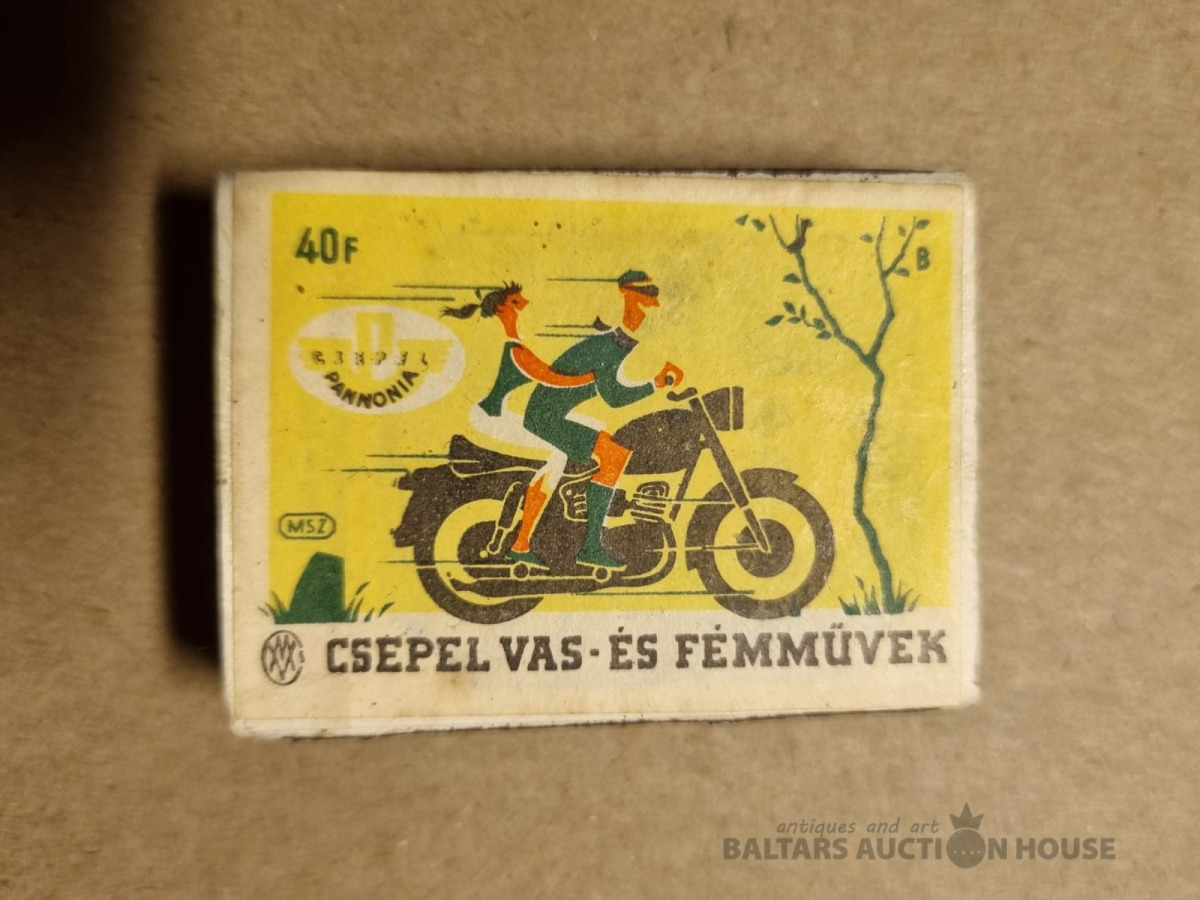 40F
B
CSEPEL
PANNONIA
MSZ
CSEPEL VAS-ÉS FÉMMŰVEK
antiques and art
BALTARS AUCTION HOUSE